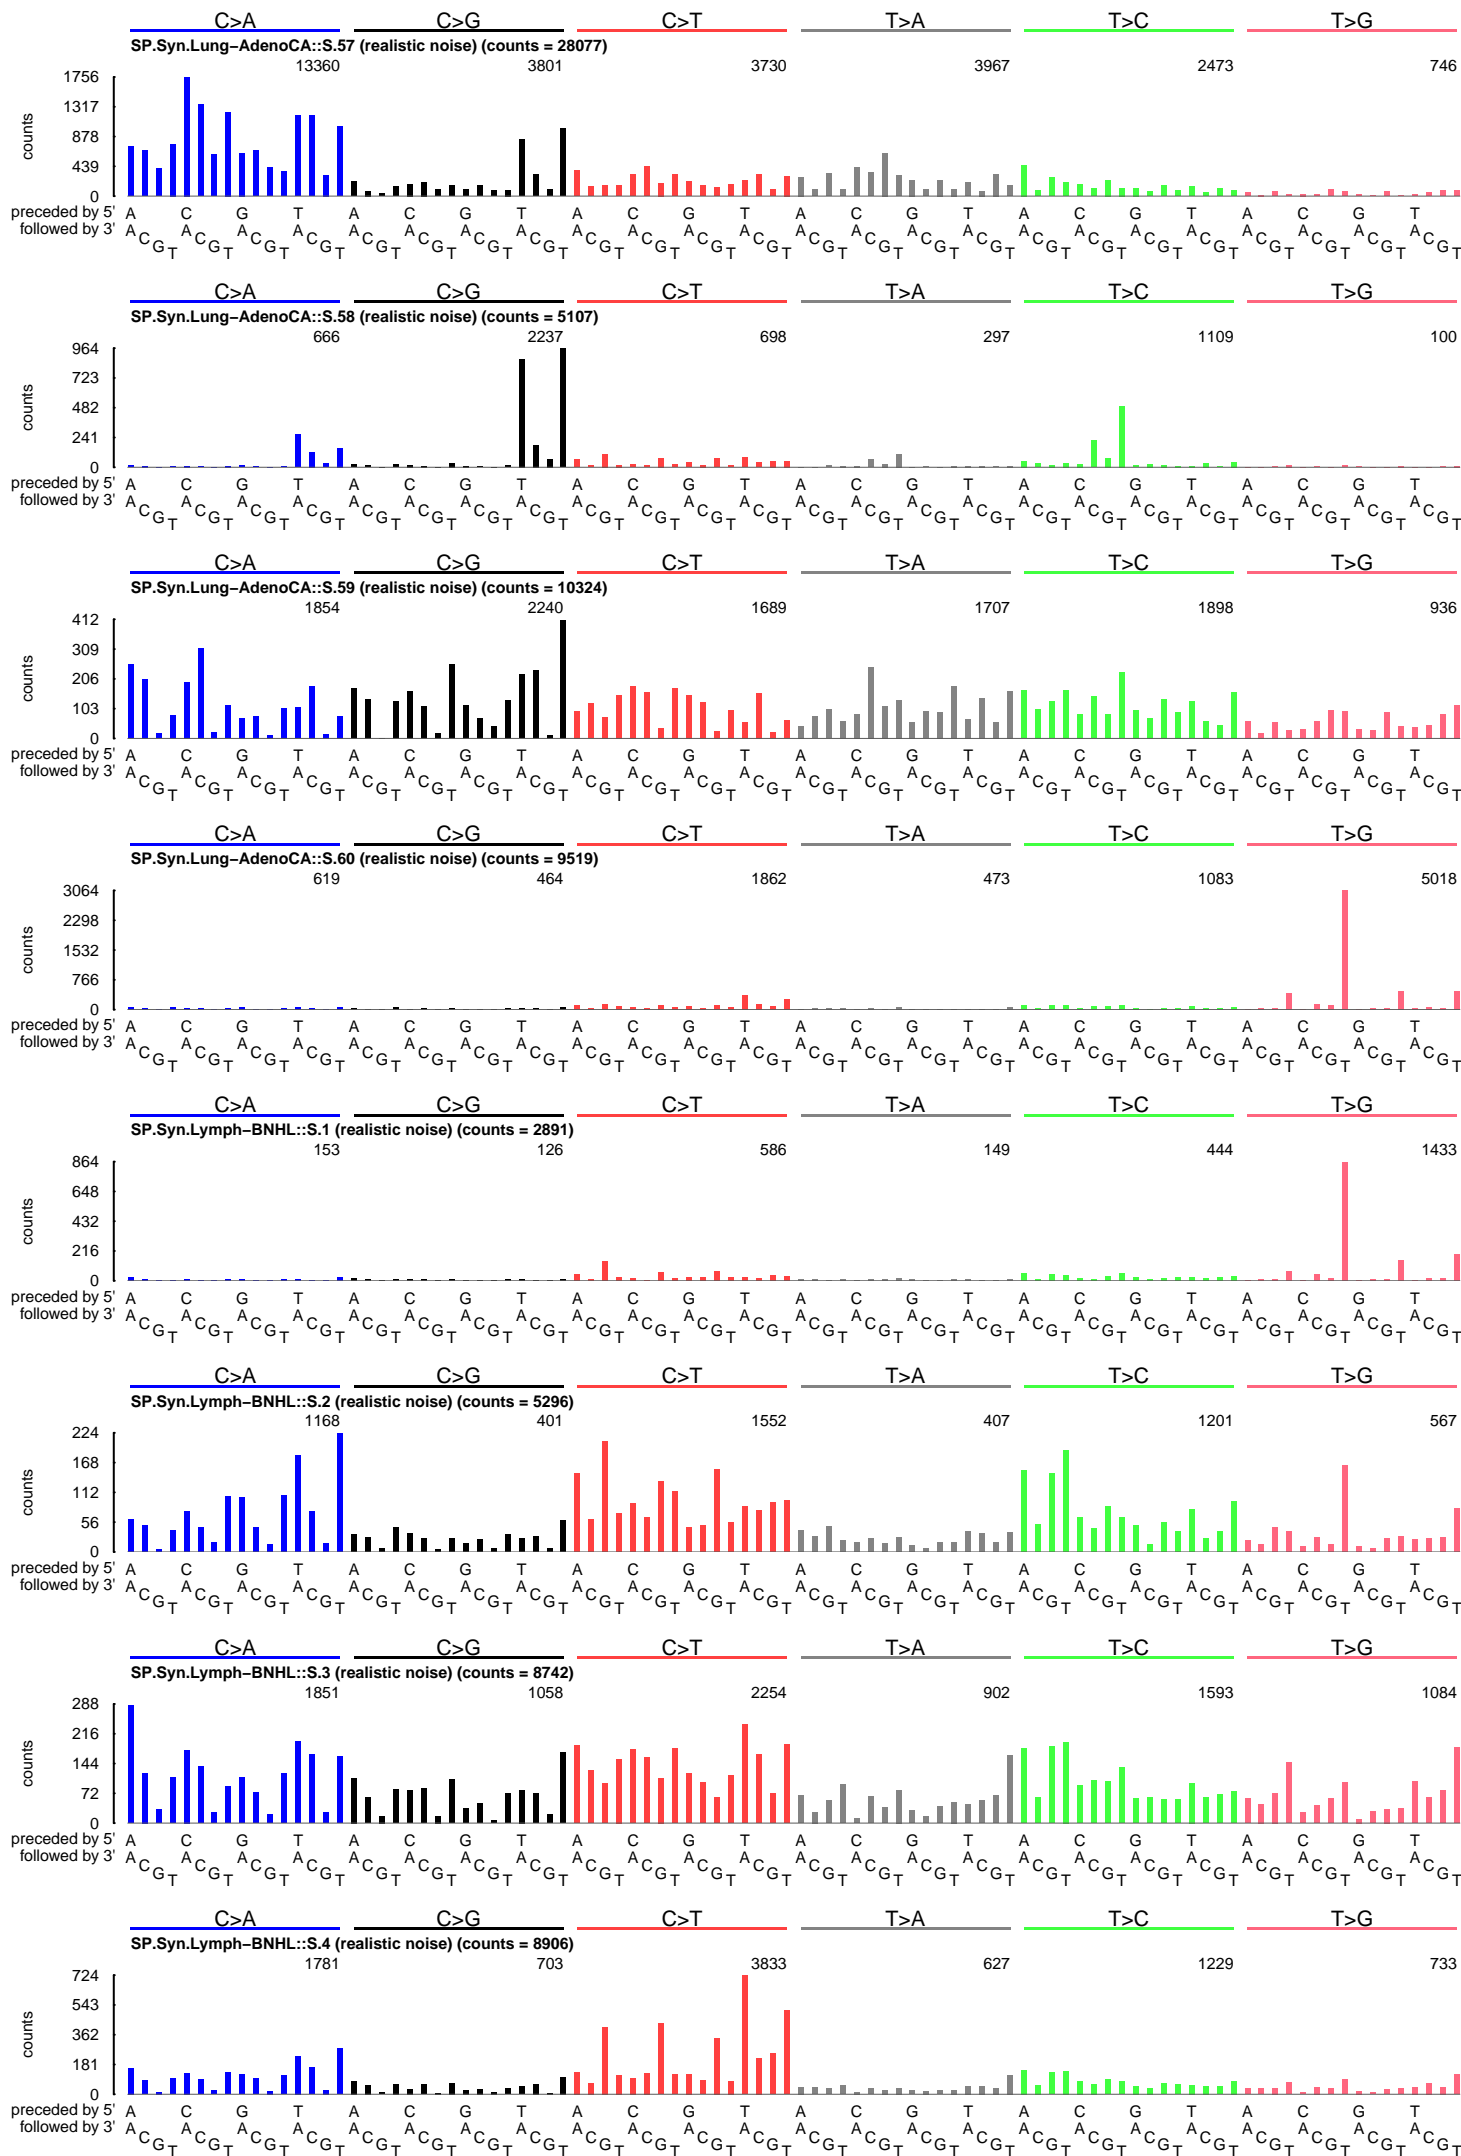 C>A C>G C>T T>A T>C T>G
SP.Syn.Lung–AdenoCA::S.57 (realistic noise) (counts = 28077)
13360 3801 3730 3967 2473 746
1756
1317
878
439
0
counts
preceded by 5' A C G T A C G T A C G T A C G T A C G T A C G T
followed by 3' A C G T A C G T A C G T A C G T A C G T A C G T A C G T A C G T A C G T A C G T A C G T A C G T A C G T A C G T A C G T A C G T A C G T A C G T A C G T A C G T A C G T A C G T A C G T A C G T
C>A C>G C>T T>A T>C T>G
SP.Syn.Lung–AdenoCA::S.58 (realistic noise) (counts = 5107)
666 2237 698 297 1109 100
964
723
482
241
0
counts
preceded by 5' A C G T A C G T A C G T A C G T A C G T A C G T
followed by 3' A C G T A C G T A C G T A C G T A C G T A C G T A C G T A C G T A C G T A C G T A C G T A C G T A C G T A C G T A C G T A C G T A C G T A C G T A C G T A C G T A C G T A C G T A C G T A C G T
C>A C>G C>T T>A T>C T>G
SP.Syn.Lung–AdenoCA::S.59 (realistic noise) (counts = 10324)
1854 2240 1689 1707 1898 936
412
309
206
103
0
counts
preceded by 5' A C G T A C G T A C G T A C G T A C G T A C G T
followed by 3' A C G T A C G T A C G T A C G T A C G T A C G T A C G T A C G T A C G T A C G T A C G T A C G T A C G T A C G T A C G T A C G T A C G T A C G T A C G T A C G T A C G T A C G T A C G T A C G T
C>A C>G C>T T>A T>C T>G
SP.Syn.Lung–AdenoCA::S.60 (realistic noise) (counts = 9519)
619 464 1862 473 1083 5018
3064
2298
1532
766
0
counts
preceded by 5' A C G T A C G T A C G T A C G T A C G T A C G T
followed by 3' A C G T A C G T A C G T A C G T A C G T A C G T A C G T A C G T A C G T A C G T A C G T A C G T A C G T A C G T A C G T A C G T A C G T A C G T A C G T A C G T A C G T A C G T A C G T A C G T
C>A C>G C>T T>A T>C T>G
SP.Syn.Lymph–BNHL::S.1 (realistic noise) (counts = 2891)
153 126 586 149 444 1433
864
648
432
216
0
counts
preceded by 5' A C G T A C G T A C G T A C G T A C G T A C G T
followed by 3' A C G T A C G T A C G T A C G T A C G T A C G T A C G T A C G T A C G T A C G T A C G T A C G T A C G T A C G T A C G T A C G T A C G T A C G T A C G T A C G T A C G T A C G T A C G T A C G T
C>A C>G C>T T>A T>C T>G
SP.Syn.Lymph–BNHL::S.2 (realistic noise) (counts = 5296)
1168 401 1552 407 1201 567
224
168
112
56
0
counts
preceded by 5' A C G T A C G T A C G T A C G T A C G T A C G T
followed by 3' A C G T A C G T A C G T A C G T A C G T A C G T A C G T A C G T A C G T A C G T A C G T A C G T A C G T A C G T A C G T A C G T A C G T A C G T A C G T A C G T A C G T A C G T A C G T A C G T
C>A C>G C>T T>A T>C T>G
SP.Syn.Lymph–BNHL::S.3 (realistic noise) (counts = 8742)
1851 1058 2254 902 1593 1084
288
216
144
72
0
counts
preceded by 5' A C G T A C G T A C G T A C G T A C G T A C G T
followed by 3' A C G T A C G T A C G T A C G T A C G T A C G T A C G T A C G T A C G T A C G T A C G T A C G T A C G T A C G T A C G T A C G T A C G T A C G T A C G T A C G T A C G T A C G T A C G T A C G T
C>A C>G C>T T>A T>C T>G
SP.Syn.Lymph–BNHL::S.4 (realistic noise) (counts = 8906)
1781 703 3833 627 1229 733
724
543
362
181
0
counts
preceded by 5' A C G T A C G T A C G T A C G T A C G T A C G T
followed by 3' A C G T A C G T A C G T A C G T A C G T A C G T A C G T A C G T A C G T A C G T A C G T A C G T A C G T A C G T A C G T A C G T A C G T A C G T A C G T A C G T A C G T A C G T A C G T A C G T